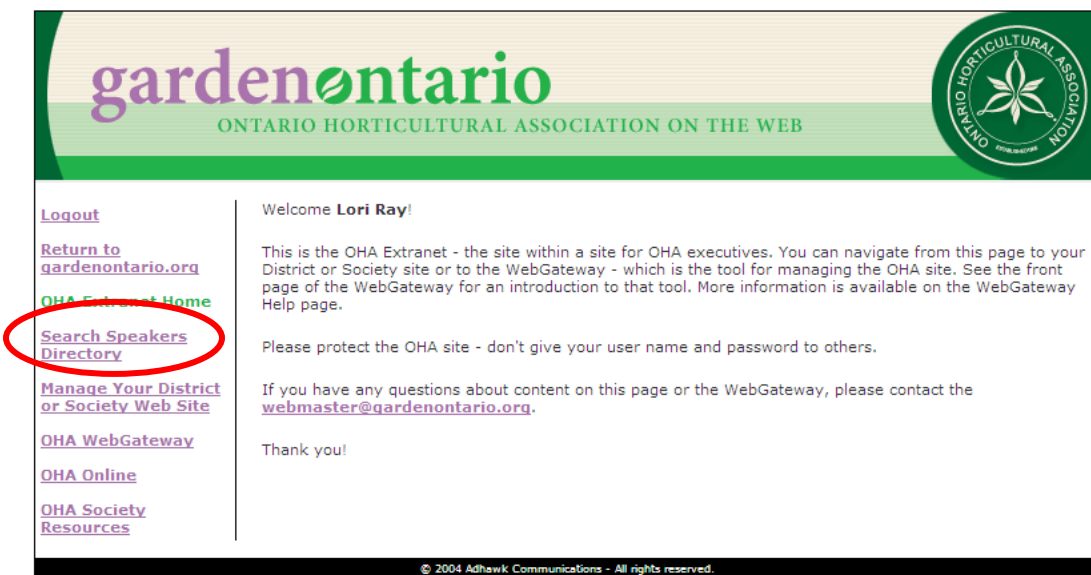 gardenontario
ONTARIO HORTICULTURAL ASSOCIATION ON THE WEB
ONTARIO HORTICULTURAL ASSOCIATION
Logout
Return to
gardenontario.org
OHA Extranet Home
Search Speakers
Directory
Manage Your District
or Society Web Site
OHA WebGateway
OHA Online
OHA Society
Resources
Welcome Lori Ray!
This is the OHA Extranet - the site within a site for OHA executives. You can navigate from this page to your
District or Society site or to the WebGateway - which is the tool for managing the OHA site. See the front
page of the WebGateway for an introduction to that tool. More information is available on the WebGateway
Help page.
Please protect the OHA site - don't give your user name and password to others.
If you have any questions about content on this page or the WebGateway, please contact the
webmaster@gardenontario.org.
Thank you!
© 2004 Adhawk Communications - All rights reserved.